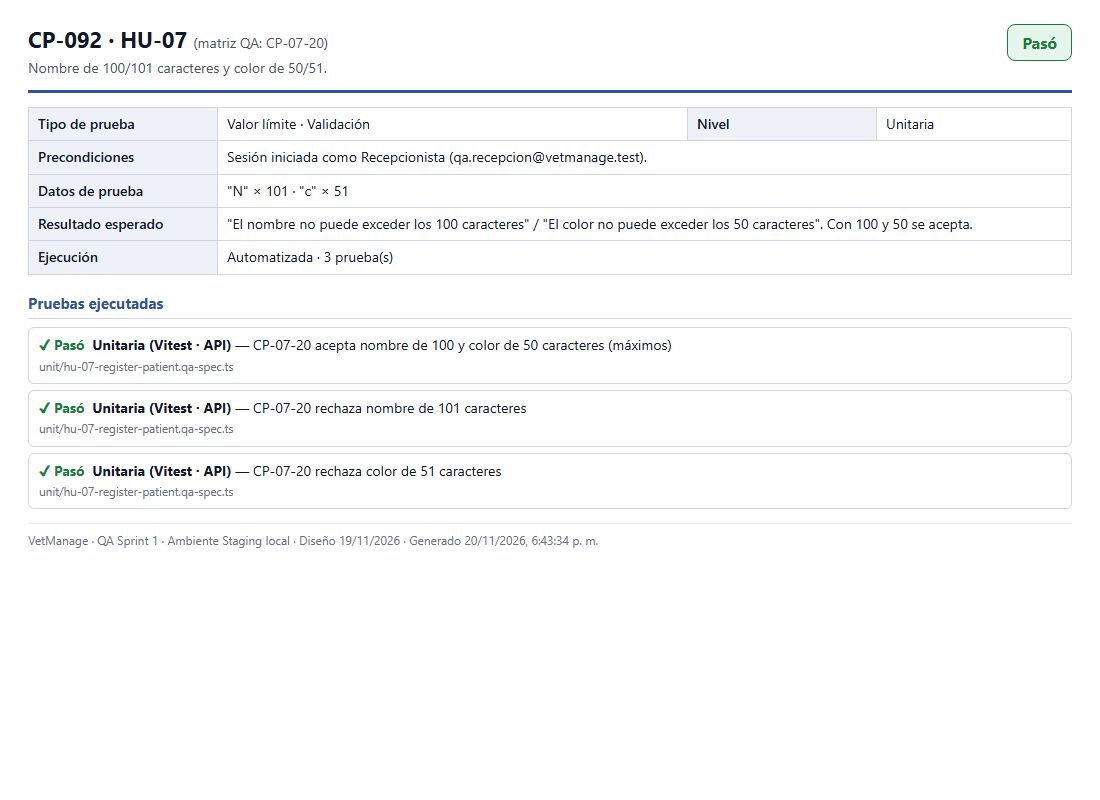 CP-092 · HU-07 (matriz QA: CP-07-20)
Pasó
Nombre de 100/101 caracteres y color de 50/51.
Tipo de prueba Valor límite · Validación Nivel Unitaria
Precondiciones Sesión iniciada como Recepcionista (qa.recepcion@vetmanage.test).
Datos de prueba "N" × 101 · "c" × 51
Resultado esperado "El nombre no puede exceder los 100 caracteres" / "El color no puede exceder los 50 caracteres". Con 100 y 50 se acepta.
Ejecución Automatizada · 3 prueba(s)
Pruebas ejecutadas
✓ Pasó Unitaria (Vitest · API) — CP-07-20 acepta nombre de 100 y color de 50 caracteres (máximos)
unit/hu-07-register-patient.qa-spec.ts
✓ Pasó Unitaria (Vitest · API) — CP-07-20 rechaza nombre de 101 caracteres
unit/hu-07-register-patient.qa-spec.ts
✓ Pasó Unitaria (Vitest · API) — CP-07-20 rechaza color de 51 caracteres
unit/hu-07-register-patient.qa-spec.ts
VetManage · QA Sprint 1 · Ambiente Staging local · Diseño 19/11/2026 · Generado 20/11/2026, 6:43:34 p. m.